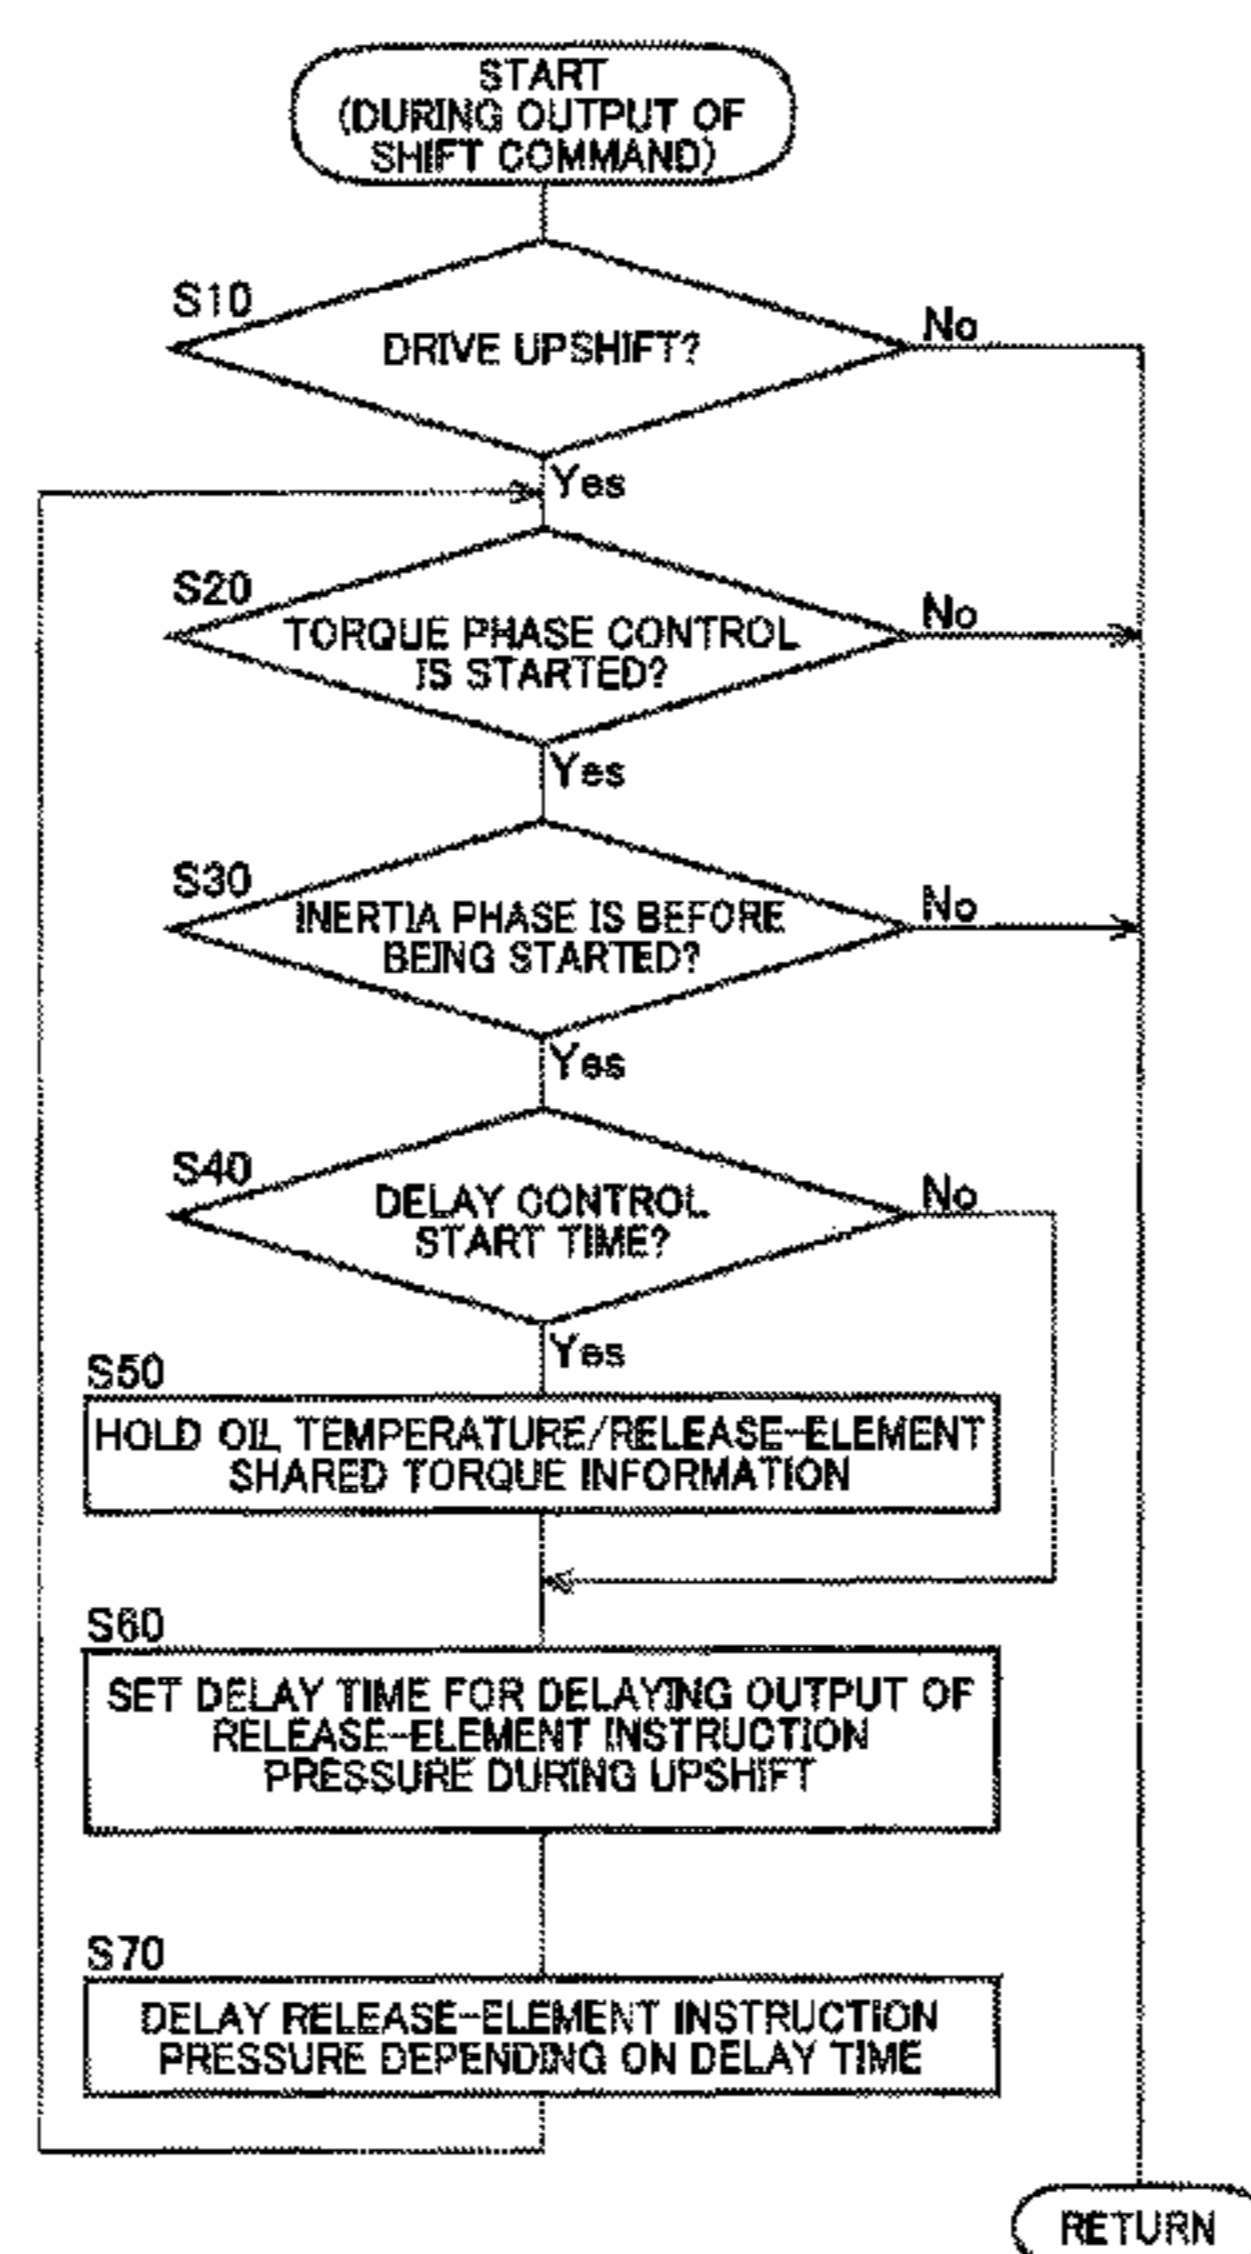 START
(DURING OUTPUT OF
SHIFT COMMAND)
S10
DRIVE UPSHIFT?
No
Yes
S20
TORQUE PHASE CONTROL
IS STARTED?
No
Yes
S30
INERTIA PHASE IS BEFORE
BEING STARTED?
No
Yes
S40
DELAY CONTROL
START TIME?
No
Yes
S50
HOLD OIL TEMPERATURE/RELEASE-ELEMENT
SHARED TORQUE INFORMATION
S60
SET DELAY TIME FOR DELAYING OUTPUT OF
RELEASE-ELEMENT INSTRUCTION
PRESSURE DURING UPSHIFT
S70
DELAY RELEASE-ELEMENT INSTRUCTION
PRESSURE DEPENDING ON DELAY TIME
RETURN